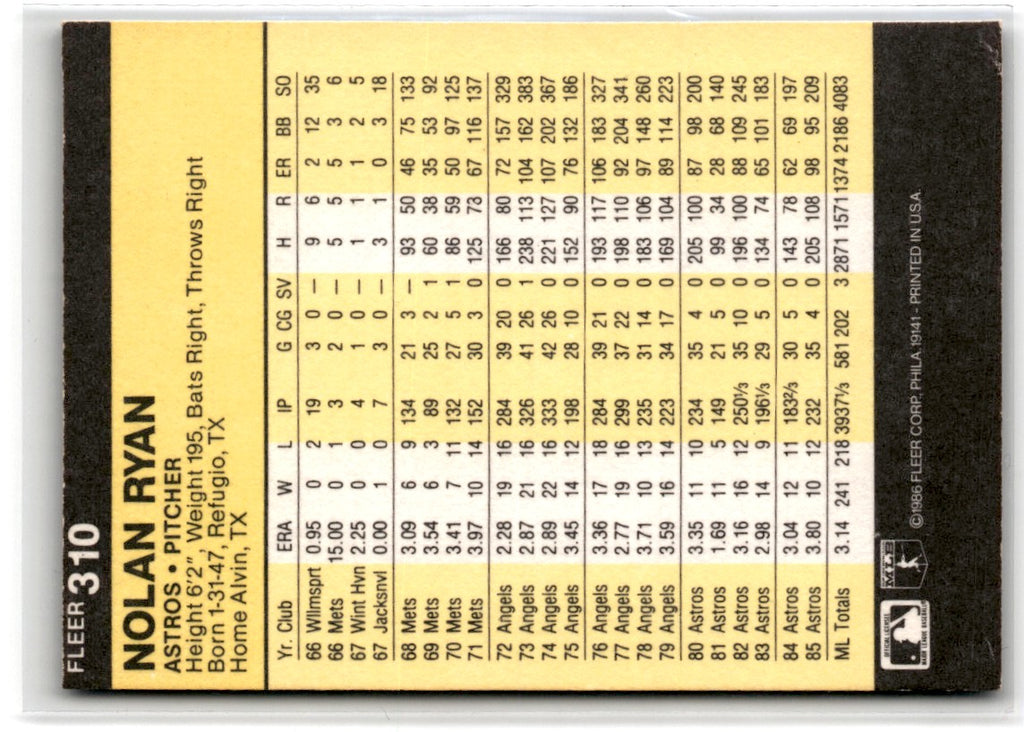 FLEER 310
NOLAN RYAN
ASTROS • PITCHER
Height 6'2", Weight 195, Bats Right, Throws Right
Born 1-31-47, Refugio, TX
Home Alvin, TX
Yr. Club ERA W L IP G CG SV H R ER BB SO
66 Wllmsprt 0.95 0 2 19 3 0 — 9 6 2 12 35
66 Mets 15.00 0 1 3 2 0 — 5 5 5 3 6
67 Wint Hvn 2.25 0 0 4 1 0 — 1 1 1 2 5
67 Jacksnvl 0.00 1 0 7 3 0 — 3 1 0 3 18
68 Mets 3.09 6 9 134 21 3 — 93 50 46 75 133
69 Mets 3.54 6 3 89 25 2 1 60 38 35 53 92
70 Mets 3.41 7 11 132 27 5 1 86 59 50 97 125
71 Mets 3.97 10 14 152 30 3 0 125 73 67 116 137
72 Angels 2.28 19 16 284 39 20 0 166 80 72 157 329
73 Angels 2.87 21 16 326 41 26 1 238 113 104 162 383
74 Angels 2.89 22 16 333 42 26 0 221 127 107 202 367
75 Angels 3.45 14 12 198 28 10 0 152 90 76 132 186
76 Angels 3.36 17 18 284 39 21 0 193 117 106 183 327
77 Angels 2.77 19 16 299 37 22 0 198 110 92 204 341
78 Angels 3.71 10 13 235 31 14 0 183 106 97 148 260
79 Angels 3.59 16 14 223 34 17 0 169 104 89 114 223
80 Astros 3.35 11 10 234 35 4 0 205 100 87 98 200
81 Astros 1.69 11 5 149 21 5 0 99 34 28 68 140
82 Astros 3.16 16 12 250⅓ 35 10 0 196 100 88 109 245
83 Astros 2.98 14 9 196⅓ 29 5 0 134 74 65 101 183
84 Astros 3.04 12 11 183⅔ 30 5 0 143 78 62 69 197
85 Astros 3.80 10 12 232 35 4 0 205 108 98 95 209
ML Totals 3.14 241 218 3937⅓ 581 202 3 2871 1571 1374 2186 4083
OFFICIAL LICENSEE
MAJOR LEAGUE BASEBALL
©1986 FLEER CORP., PHILA. 19141 - PRINTED IN U.S.A.